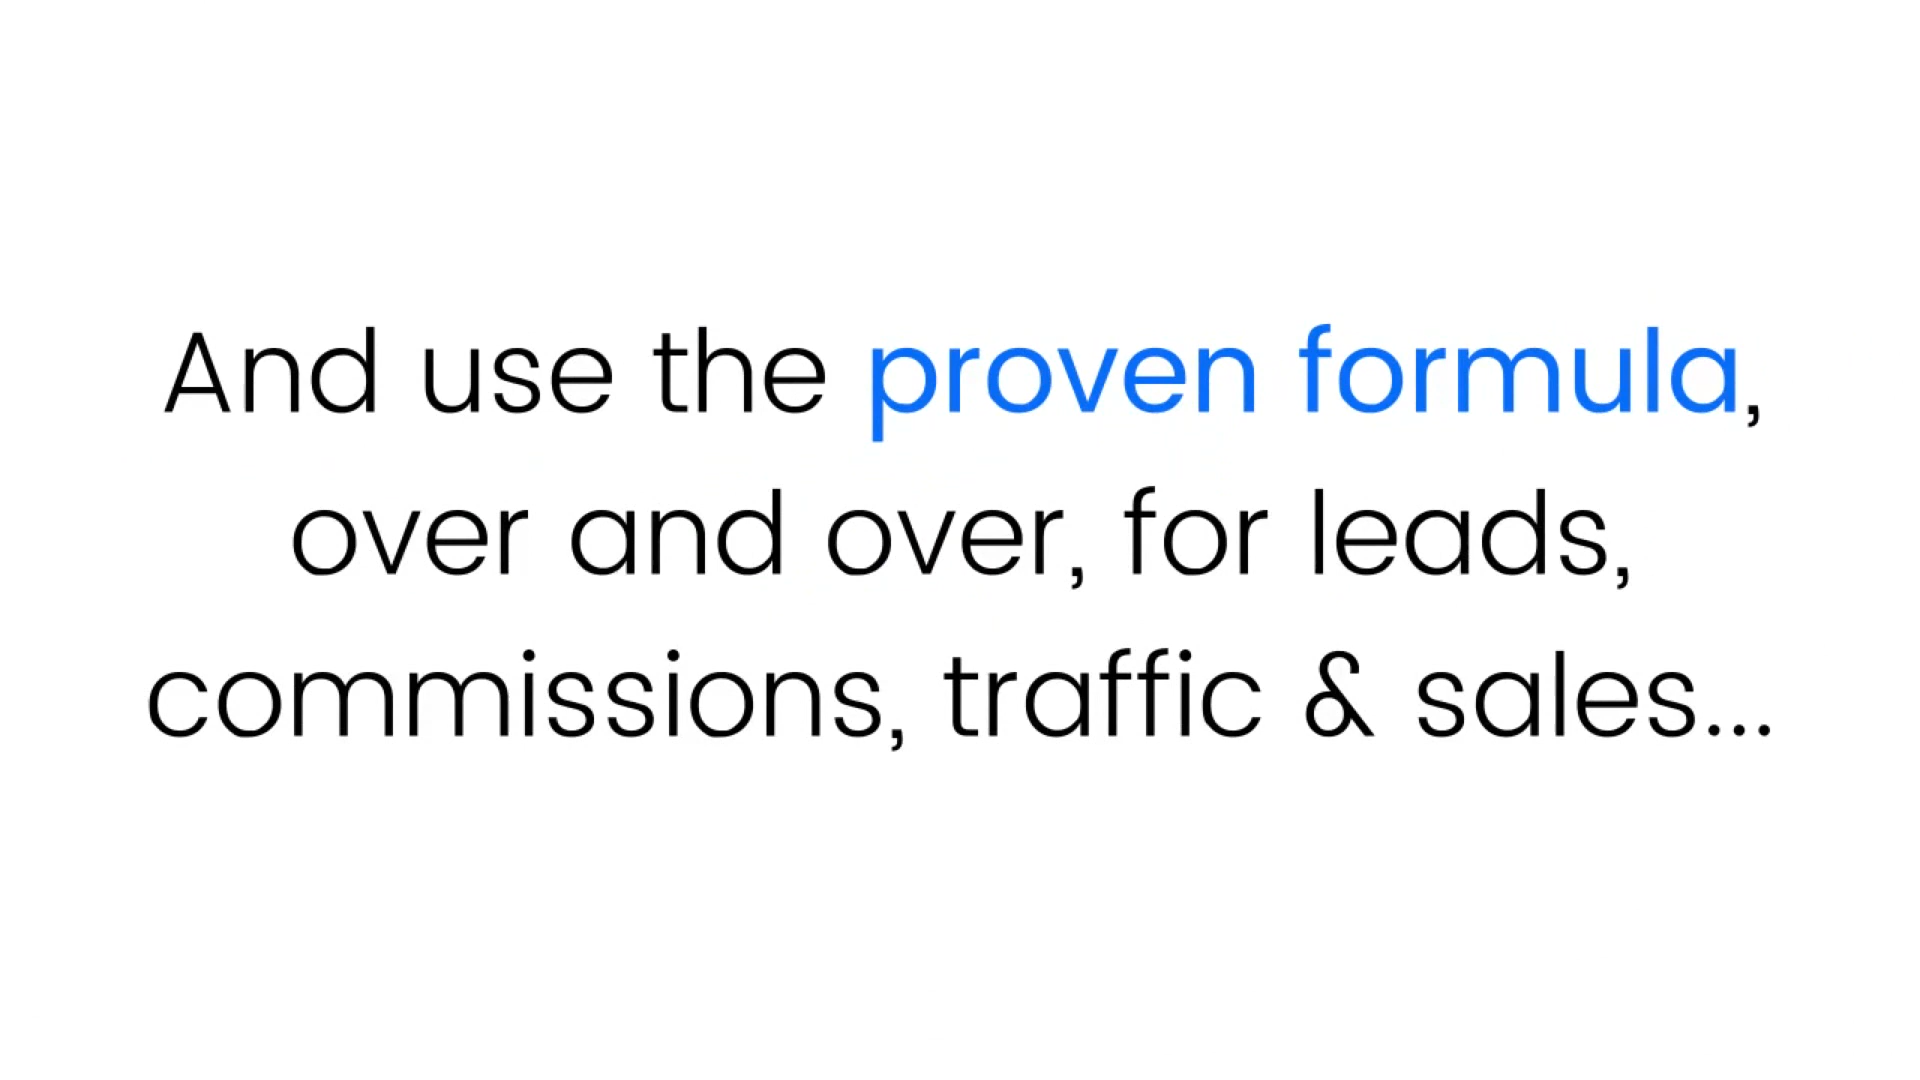 And use the proven formula,
over and over, for leads,
commissions, traffic & sales...